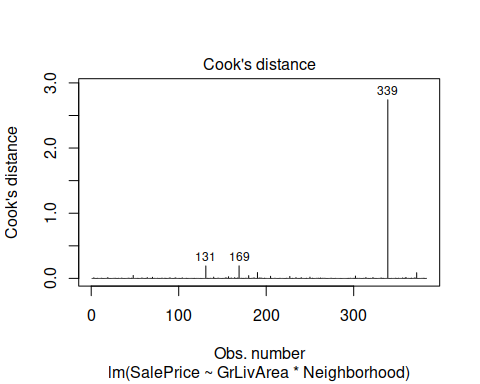 Cook's distance
Cook's distance
3.0
2.0
1.0
0.0
339
131
169
0
100
200
300
Obs. number
lm(SalePrice ~ GrLivArea * Neighborhood)